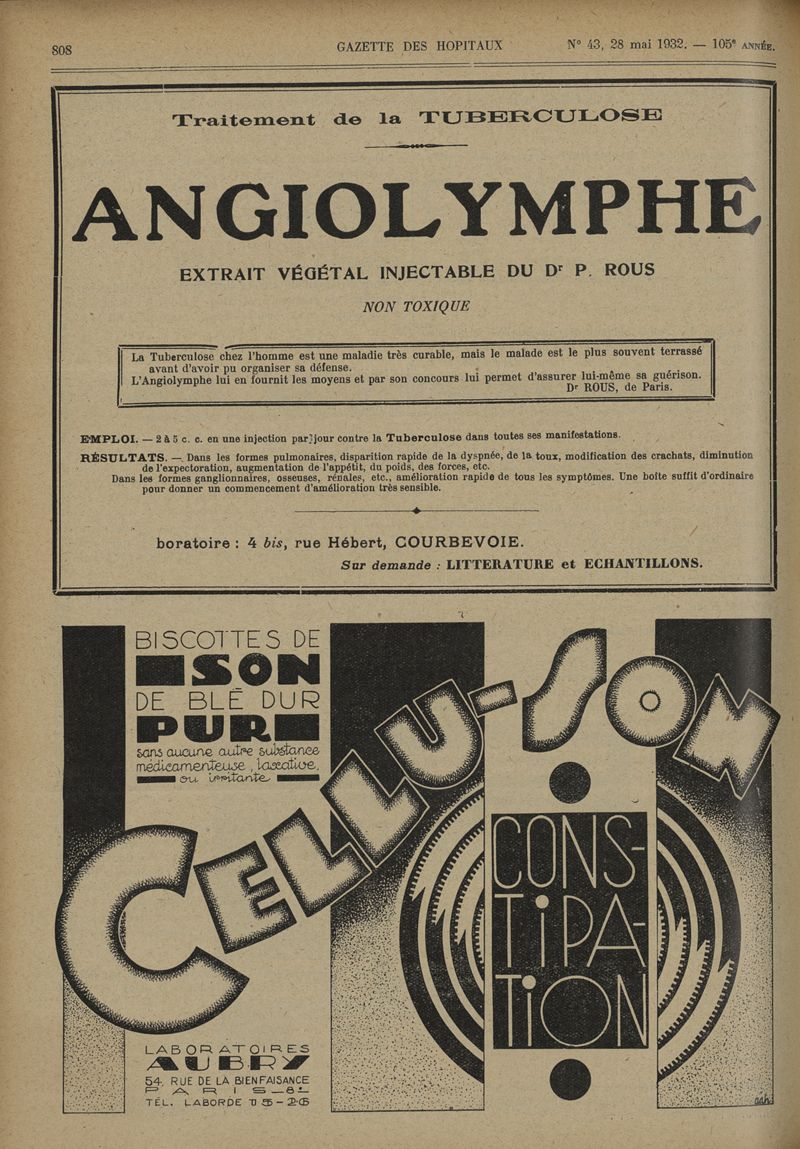 808
GAZETTE DES HOPITAUX
N° 43, 28 mai 1932. — 105e ANNÉE.
Traitement de la TUBERCULOSE
ANGIOLYMPHE
EXTRAIT VÉGÉTAL INJECTABLE DU Dr P. ROUS
NON TOXIQUE
La Tuberculose chez l'homme est une maladie très curable, mais le malade est le plus souvent terrassé
avant d'avoir pu organiser sa défense.
L'Angiolymphe lui en fournit les moyens et par son concours lui permet d'assurer lui-même sa guérison.
Dr ROUS, de Paris.
EMPLOI. — 2 à 5 c. c. en une injection par jour contre la Tuberculose dans toutes ses manifestations.
RÉSULTATS. — Dans les formes pulmonaires, disparition rapide de la dyspnée, de la toux, modification des crachats, diminution
de l'expectoration, augmentation de l'appétit, du poids, des forces, etc.
Dans les formes ganglionnaires, osseuses, rénales, etc., amélioration rapide de tous les symptômes. Une boîte suffit d'ordinaire
pour donner un commencement d'amélioration très sensible.
boratoire : 4 bis, rue Hébert, COURBEVOIE.
Sur demande : LITTERATURE et ECHANTILLONS.
BISCOTTES DE
SON
DE BLÉ DUR
PUR
sans aucune autre substance
médicamenteuse, laxative,
ou irritante
CELLU-SON
CONS-
TIPA-
TION
LABORATOIRES
AUBRY
54, RUE DE LA BIENFAISANCE
PARIS-8E
TÉL. LABORDE